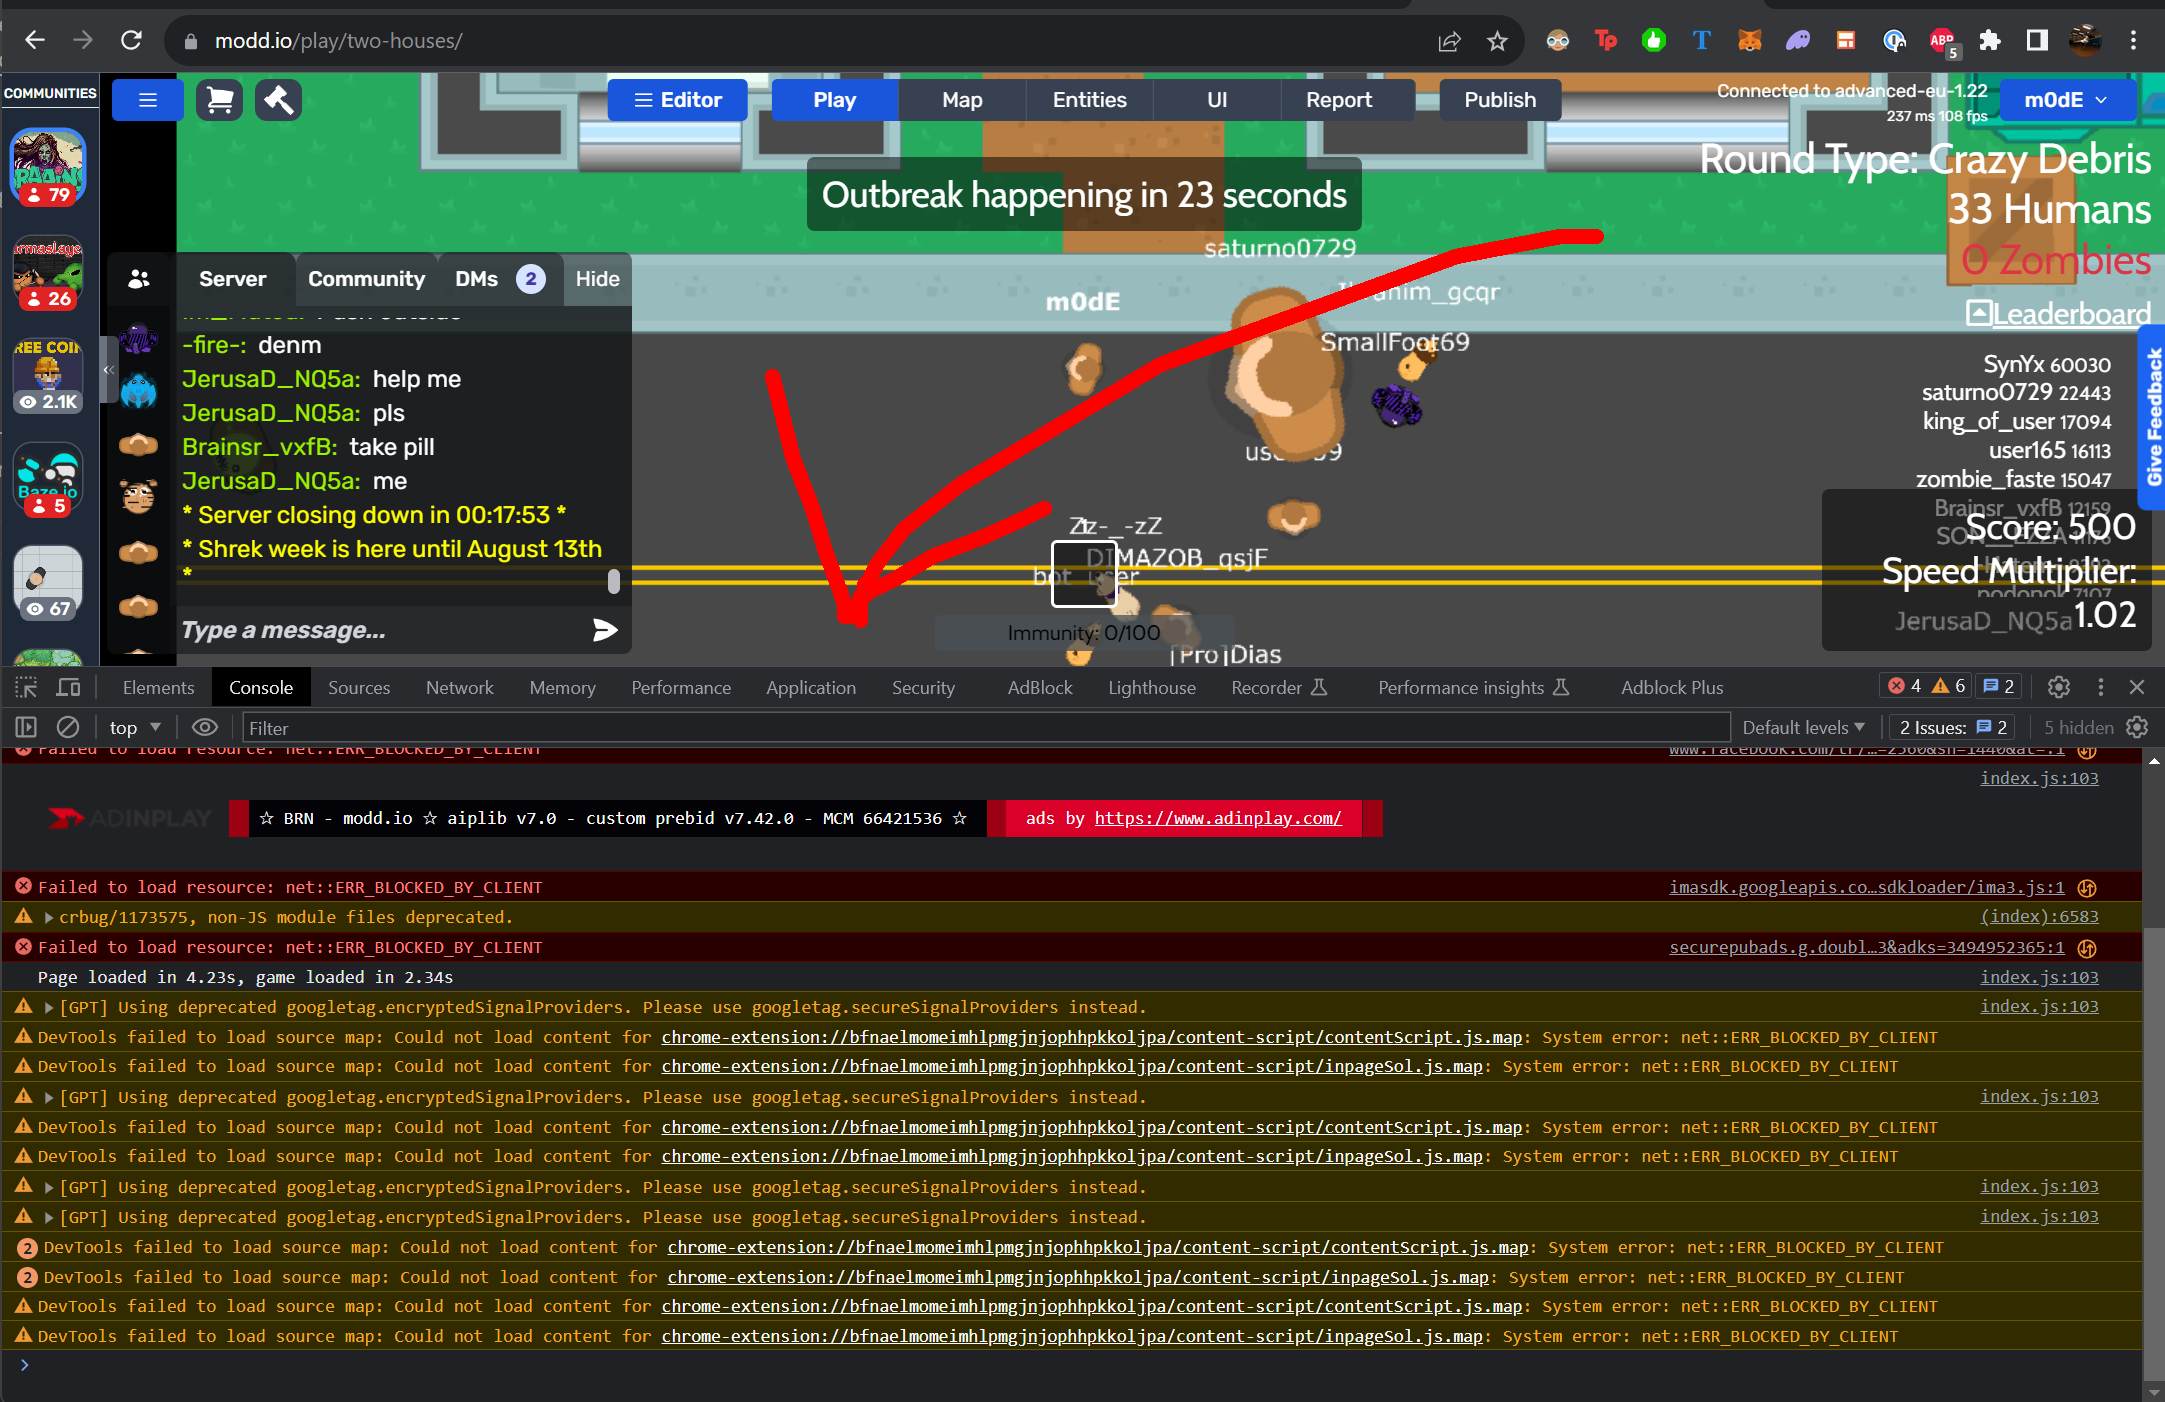 modd.io/play/two-houses/
5
COMMUNITIES
79
26
REE COI
2.1K
Baze.io
5
67
Editor
Play
Map
Entities
UI
Report
Publish
Connected to advanced-eu-1.22
237 ms 108 fps
m0dE
Outbreak happening in 23 seconds
Round Type: Crazy Debris
33 Humans
0 Zombies
Leaderboard
SynYx 60030
saturno0729 22443
king_of_user 17094
user165 16113
zombie_faste 15047
Brainsr_vxfB 12159
JerusaD_NQ5a
Score: 500
Speed Multiplier:
1.02
Give Feedback
Server
Community
DMs 2
Hide
-fire-: denm
JerusaD_NQ5a: help me
JerusaD_NQ5a: pls
Brainsr_vxfB: take pill
JerusaD_NQ5a: me
* Server closing down in 00:17:53 *
* Shrek week is here until August 13th
*
Type a message...
saturno0729
m0dE
SmallFoot69
DIMAZOB_qsjF
Immunity: 0/100
[Pro]Dias
Elements
Console
Sources
Network
Memory
Performance
Application
Security
AdBlock
Lighthouse
Recorder
Performance insights
Adblock Plus
4
6
2
top
Filter
Default levels
2 Issues: 2
5 hidden
Failed to load resource: net::ERR_BLOCKED_BY_CLIENT www.facebook.com/tr/…=2560&sh=1440&at=:1
index.js:103
ADINPLAY ☆ BRN - modd.io ☆ aiplib v7.0 - custom prebid v7.42.0 - MCM 66421536 ☆ ads by https://www.adinplay.com/
Failed to load resource: net::ERR_BLOCKED_BY_CLIENT imasdk.googleapis.co…sdkloader/ima3.js:1
crbug/1173575, non-JS module files deprecated. (index):6583
Failed to load resource: net::ERR_BLOCKED_BY_CLIENT securepubads.g.doubl…3&adks=3494952365:1
Page loaded in 4.23s, game loaded in 2.34s index.js:103
[GPT] Using deprecated googletag.encryptedSignalProviders. Please use googletag.secureSignalProviders instead. index.js:103
DevTools failed to load source map: Could not load content for chrome-extension://bfnaelmomeimhlpmgjnjophhpkkoljpa/content-script/contentScript.js.map: System error: net::ERR_BLOCKED_BY_CLIENT
DevTools failed to load source map: Could not load content for chrome-extension://bfnaelmomeimhlpmgjnjophhpkkoljpa/content-script/inpageSol.js.map: System error: net::ERR_BLOCKED_BY_CLIENT
[GPT] Using deprecated googletag.encryptedSignalProviders. Please use googletag.secureSignalProviders instead. index.js:103
DevTools failed to load source map: Could not load content for chrome-extension://bfnaelmomeimhlpmgjnjophhpkkoljpa/content-script/contentScript.js.map: System error: net::ERR_BLOCKED_BY_CLIENT
DevTools failed to load source map: Could not load content for chrome-extension://bfnaelmomeimhlpmgjnjophhpkkoljpa/content-script/inpageSol.js.map: System error: net::ERR_BLOCKED_BY_CLIENT
[GPT] Using deprecated googletag.encryptedSignalProviders. Please use googletag.secureSignalProviders instead. index.js:103
[GPT] Using deprecated googletag.encryptedSignalProviders. Please use googletag.secureSignalProviders instead. index.js:103
2 DevTools failed to load source map: Could not load content for chrome-extension://bfnaelmomeimhlpmgjnjophhpkkoljpa/content-script/contentScript.js.map: System error: net::ERR_BLOCKED_BY_CLIENT
2 DevTools failed to load source map: Could not load content for chrome-extension://bfnaelmomeimhlpmgjnjophhpkkoljpa/content-script/inpageSol.js.map: System error: net::ERR_BLOCKED_BY_CLIENT
DevTools failed to load source map: Could not load content for chrome-extension://bfnaelmomeimhlpmgjnjophhpkkoljpa/content-script/contentScript.js.map: System error: net::ERR_BLOCKED_BY_CLIENT
DevTools failed to load source map: Could not load content for chrome-extension://bfnaelmomeimhlpmgjnjophhpkkoljpa/content-script/inpageSol.js.map: System error: net::ERR_BLOCKED_BY_CLIENT